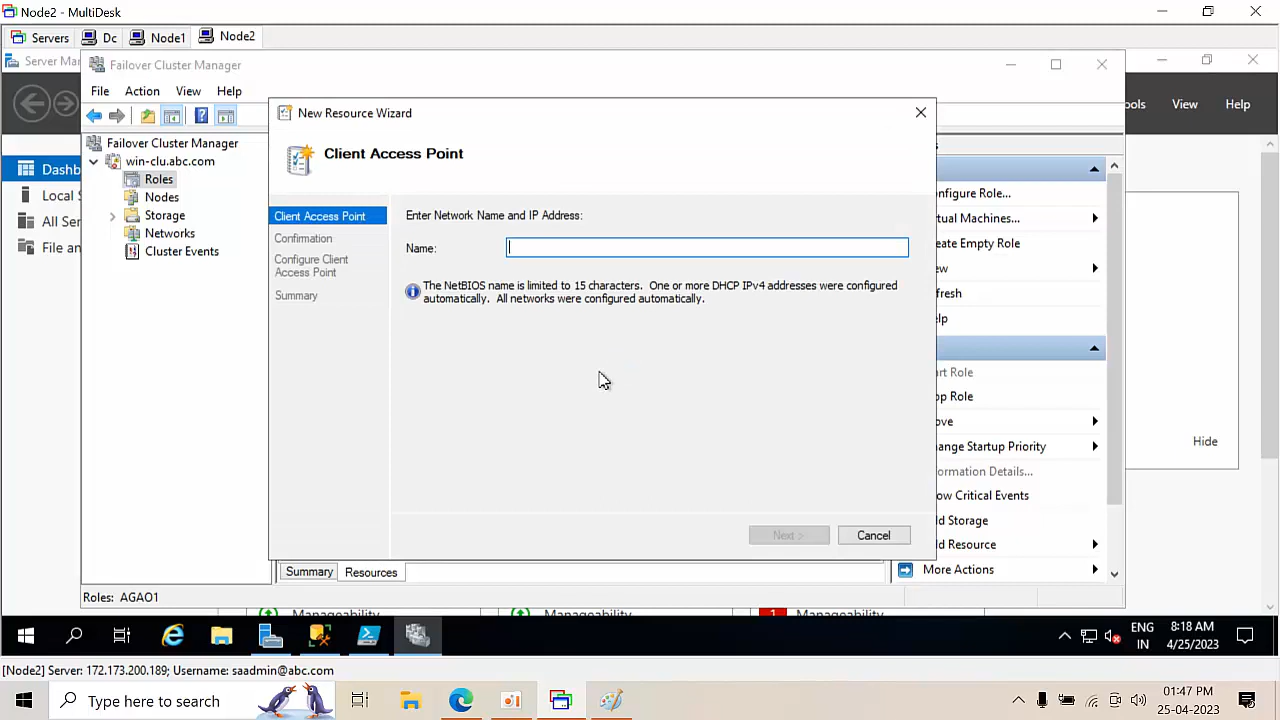 Node2 - MultiDesk
Servers Dc Node1 Node2
Server Mar
Failover Cluster Manager
File Action View Help
ools View Help
New Resource Wizard
Client Access Point
Failover Cluster Manager
win-clu.abc.com
Roles
Nodes
Storage
Networks
Cluster Events
Dashb
Local S
All Ser
File an
Client Access Point
Confirmation
Configure Client
Access Point
Summary
Enter Network Name and IP Address:
Name:
The NetBIOS name is limited to 15 characters. One or more DHCP IPv4 addresses were configured
automatically. All networks were configured automatically.
Next >
Cancel
s
onfigure Role...
irtual Machines...
reate Empty Role
ew
fresh
elp
art Role
op Role
ove
ange Startup Priority
ormation Details...
ow Critical Events
ld Storage
ld Resource
More Actions
Hide
Summary Resources
Roles: AGAO1
Manageability Manageability 1 Manageability
ENG
IN
8:18 AM
4/25/2023
[Node2] Server: 172.173.200.189; Username: saadmin@abc.com
Type here to search
01:47 PM
25-04-2023